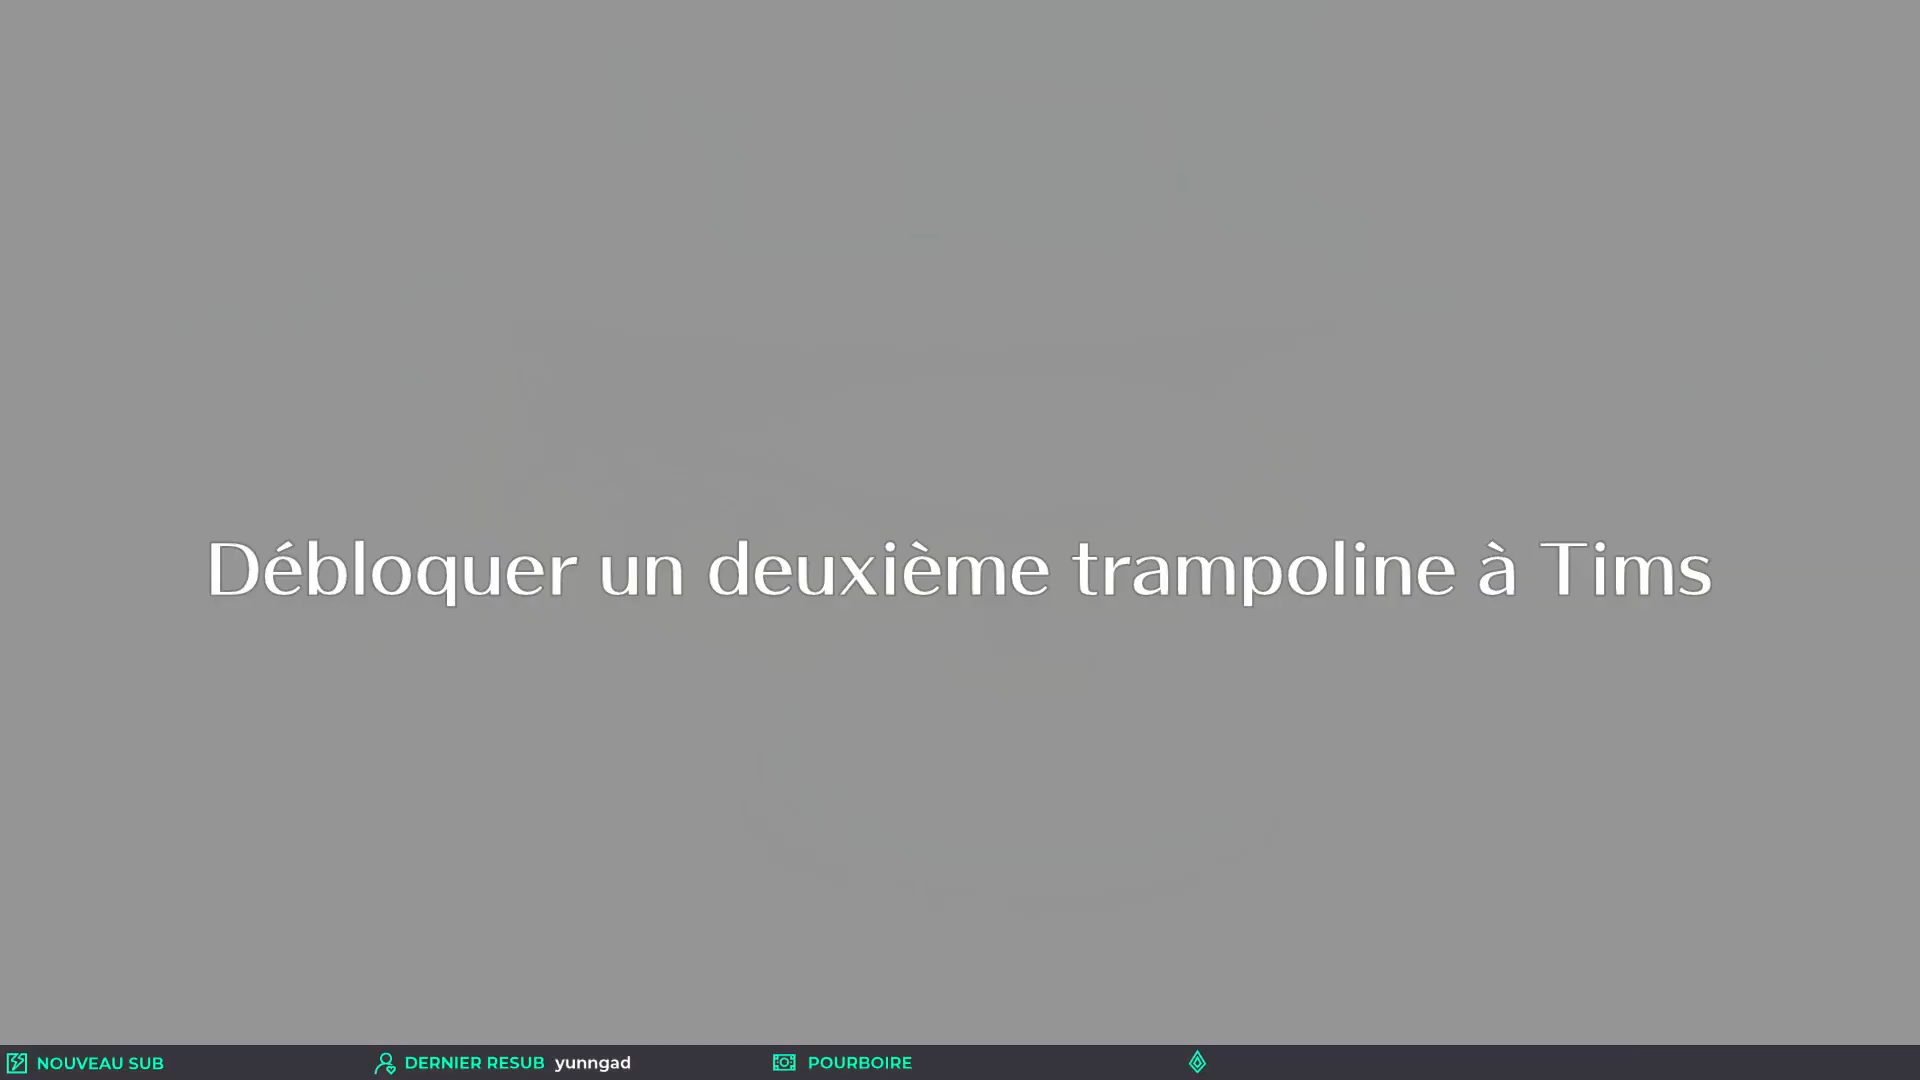 Débloquer un deuxième trampoline à Tims
NOUVEAU SUB DERNIER RESUB yunngad POURBOIRE